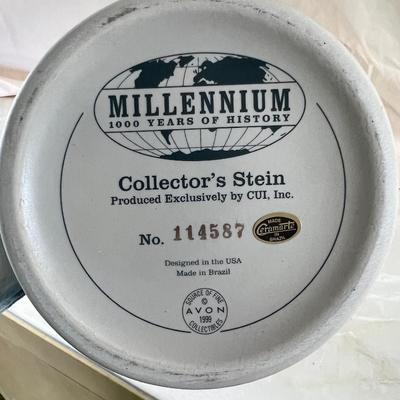 MILLENNIUM
1000 YEARS OF HISTORY
Collector's Stein
Produced Exclusively by CUI, Inc.
No. 114587
MADE
Ceramarte
IN
BRAZIL
Designed in the USA
Made in Brazil
SOURCE OF FINE
©
AVON
1999
COLLECTIBLES